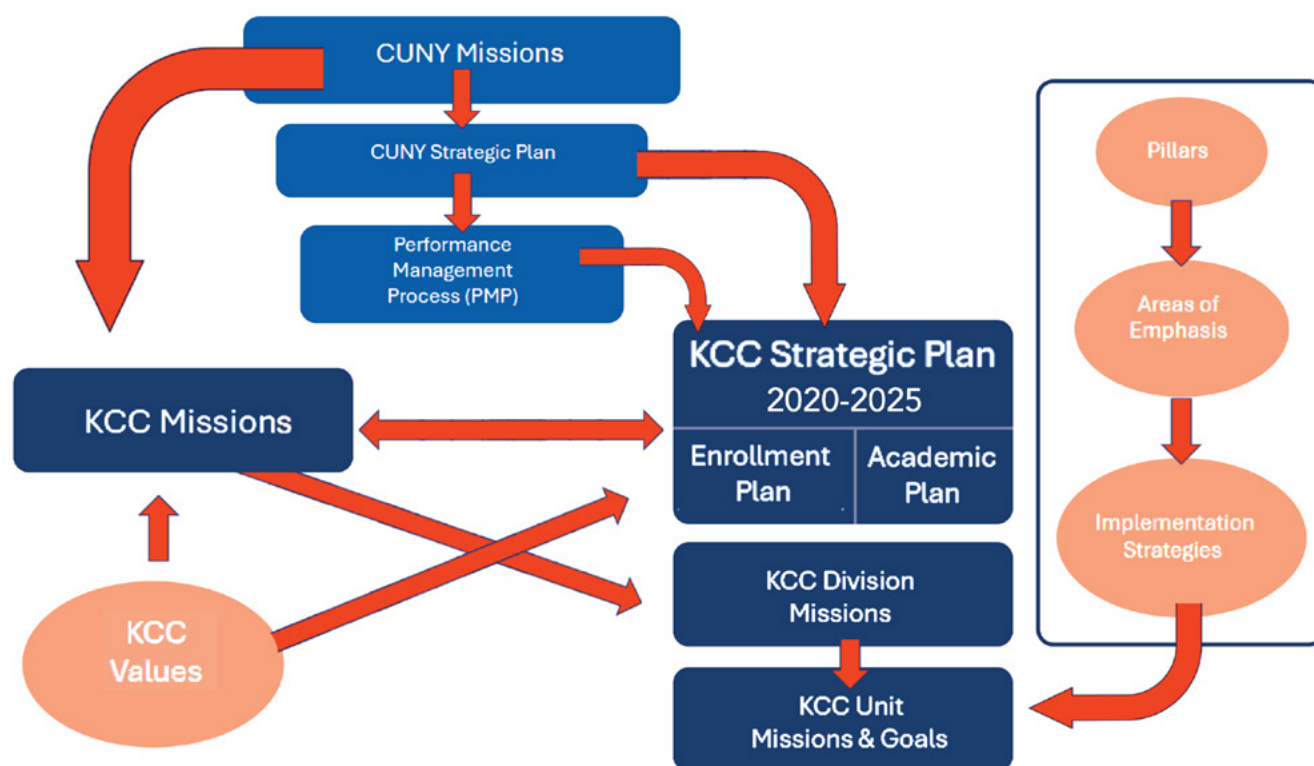 CUNY Missions
CUNY Strategic Plan
Performance
Management
Process (PMP)
Pillars
Areas of
Emphasis
Implementation
Strategies
KCC Strategic Plan
2020-2025
Enrollment
Plan
Academic
Plan
KCC Missions
KCC
Values
KCC Division
Missions
KCC Unit
Missions & Goals